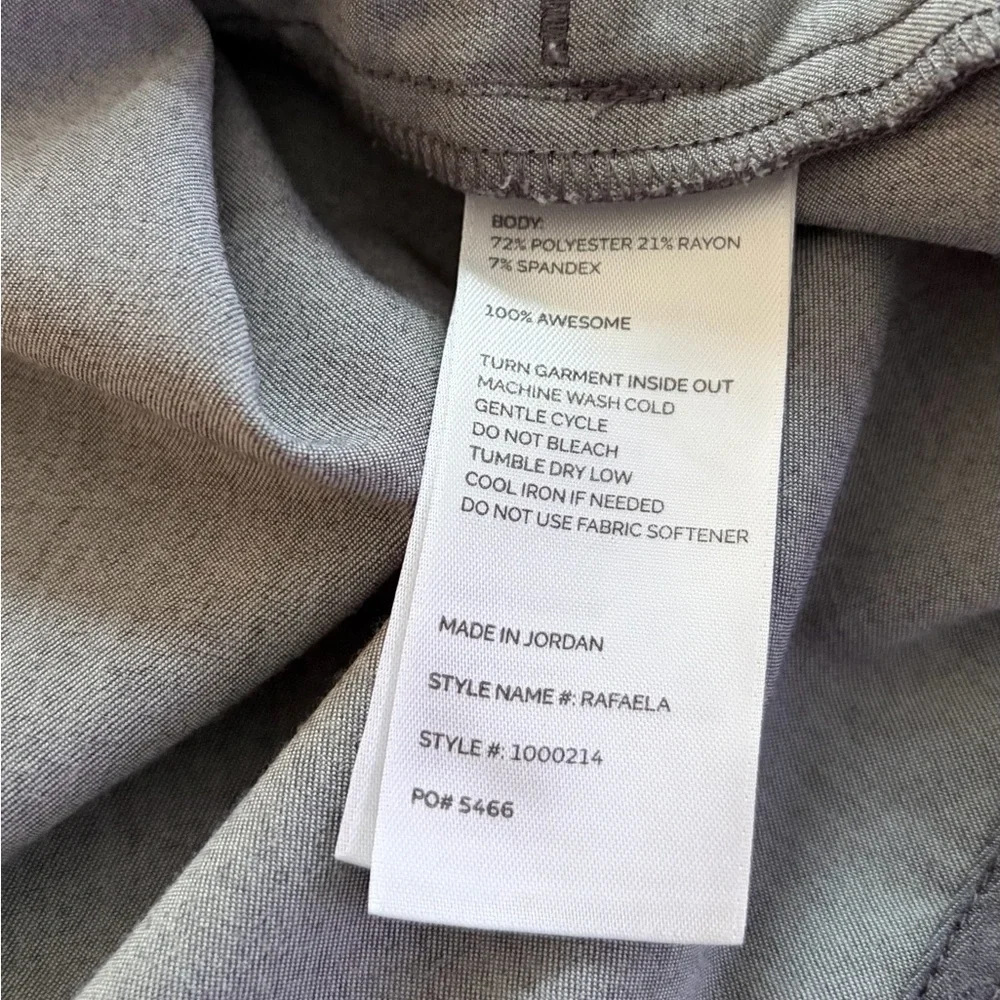 BODY:
72% POLYESTER 21% RAYON
7% SPANDEX
100% AWESOME
TURN GARMENT INSIDE OUT
MACHINE WASH COLD
GENTLE CYCLE
DO NOT BLEACH
TUMBLE DRY LOW
COOL IRON IF NEEDED
DO NOT USE FABRIC SOFTENER
MADE IN JORDAN
STYLE NAME #: RAFAELA
STYLE #: 1000214
PO# 5466